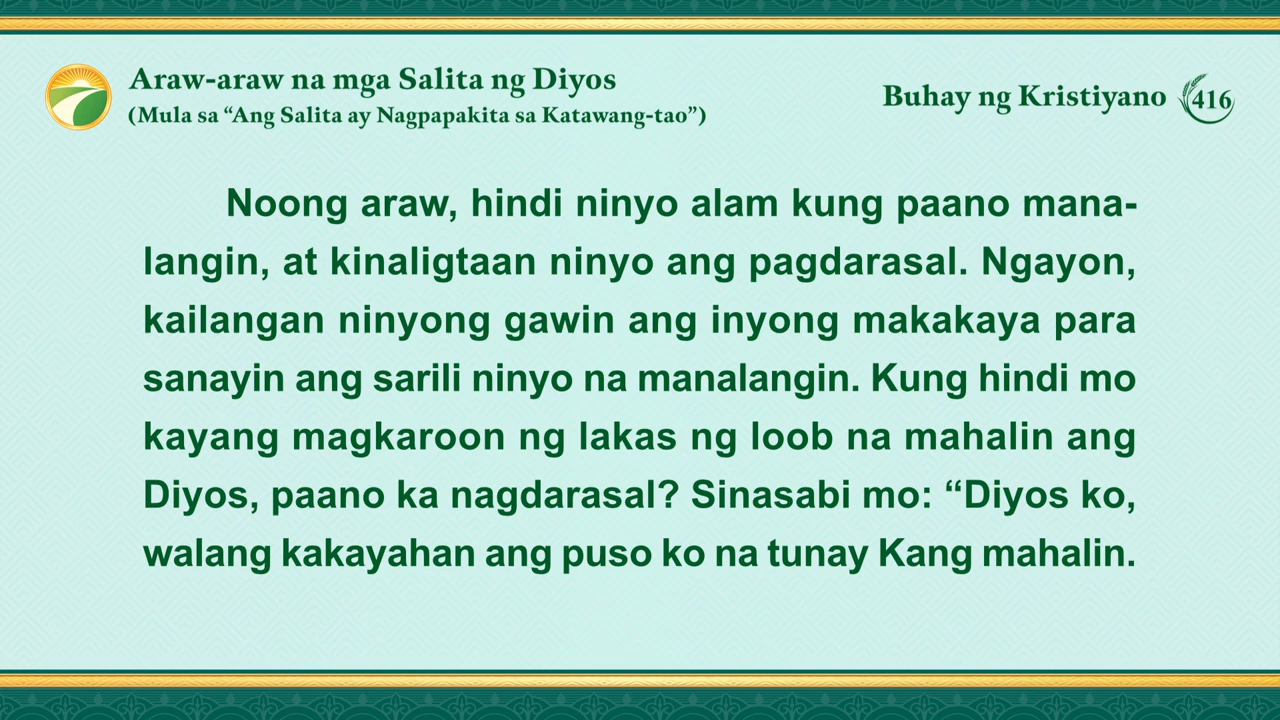 Araw-araw na mga Salita ng Diyos
(Mula sa “Ang Salita ay Nagpapakita sa Katawang-tao”)
Buhay ng Kristiyano 416
Noong araw, hindi ninyo alam kung paano mana-
langin, at kinaligtaan ninyo ang pagdarasal. Ngayon,
kailangan ninyong gawin ang inyong makakaya para
sanayin ang sarili ninyo na manalangin. Kung hindi mo
kayang magkaroon ng lakas ng loob na mahalin ang
Diyos, paano ka nagdarasal? Sinasabi mo: “Diyos ko,
walang kakayahan ang puso ko na tunay Kang mahalin.